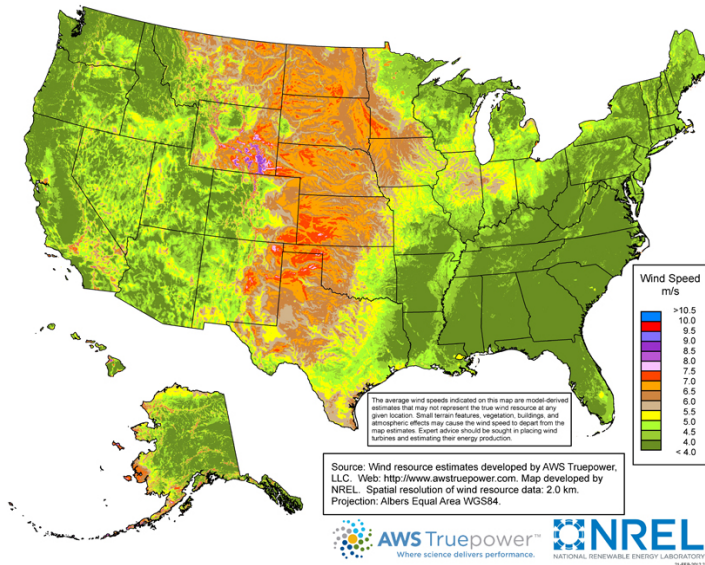 Wind Speed
m/s
>10.5
10.0
9.5
9.0
8.5
8.0
7.5
7.0
6.5
6.0
5.5
5.0
4.5
4.0
< 4.0
The average wind speeds indicated on this map are model-derived
estimates that may not represent the true wind resource at any
given location. Small terrain features, vegetation, buildings, and
atmospheric effects may cause the wind speed to depart from the
map estimates. Expert advice should be sought in placing wind
turbines and estimating their energy production.
Source: Wind resource estimates developed by AWS Truepower,
LLC. Web: http://www.awstruepower.com. Map developed by
NREL. Spatial resolution of wind resource data: 2.0 km.
Projection: Albers Equal Area WGS84.
AWS Truepower™
Where science delivers performance.
NREL
NATIONAL RENEWABLE ENERGY LABORATORY